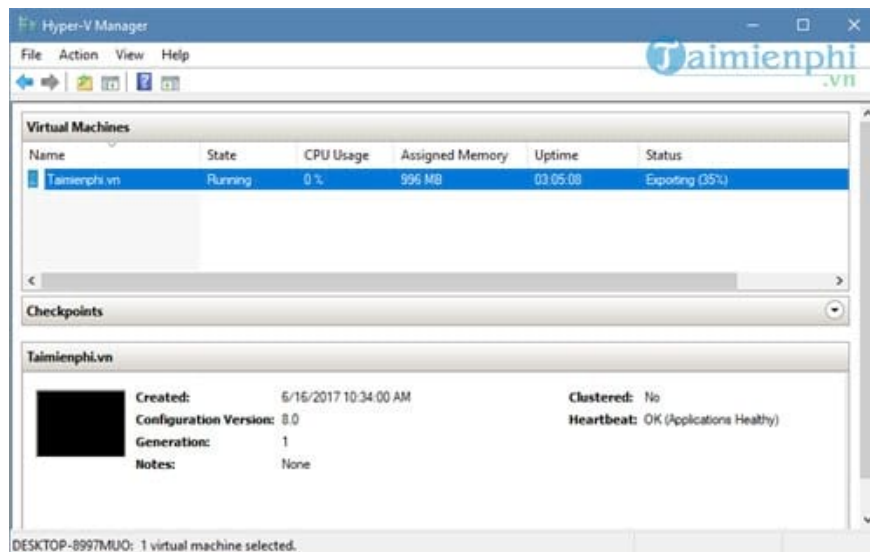 Hyper-V Manager
File Action View Help
Taimienphi
.vn
Virtual Machines
Name State CPU Usage Assigned Memory Uptime Status
Taimienphi.vn Running 0 % 996 MB 03:05:08 Exporting (35%)
Checkpoints
Taimienphi.vn
Created: 6/16/2017 10:34:00 AM Clustered: No
Configuration Version: 8.0 Heartbeat: OK (Applications Healthy)
Generation: 1
Notes: None
DESKTOP-8997MUO: 1 virtual machine selected.